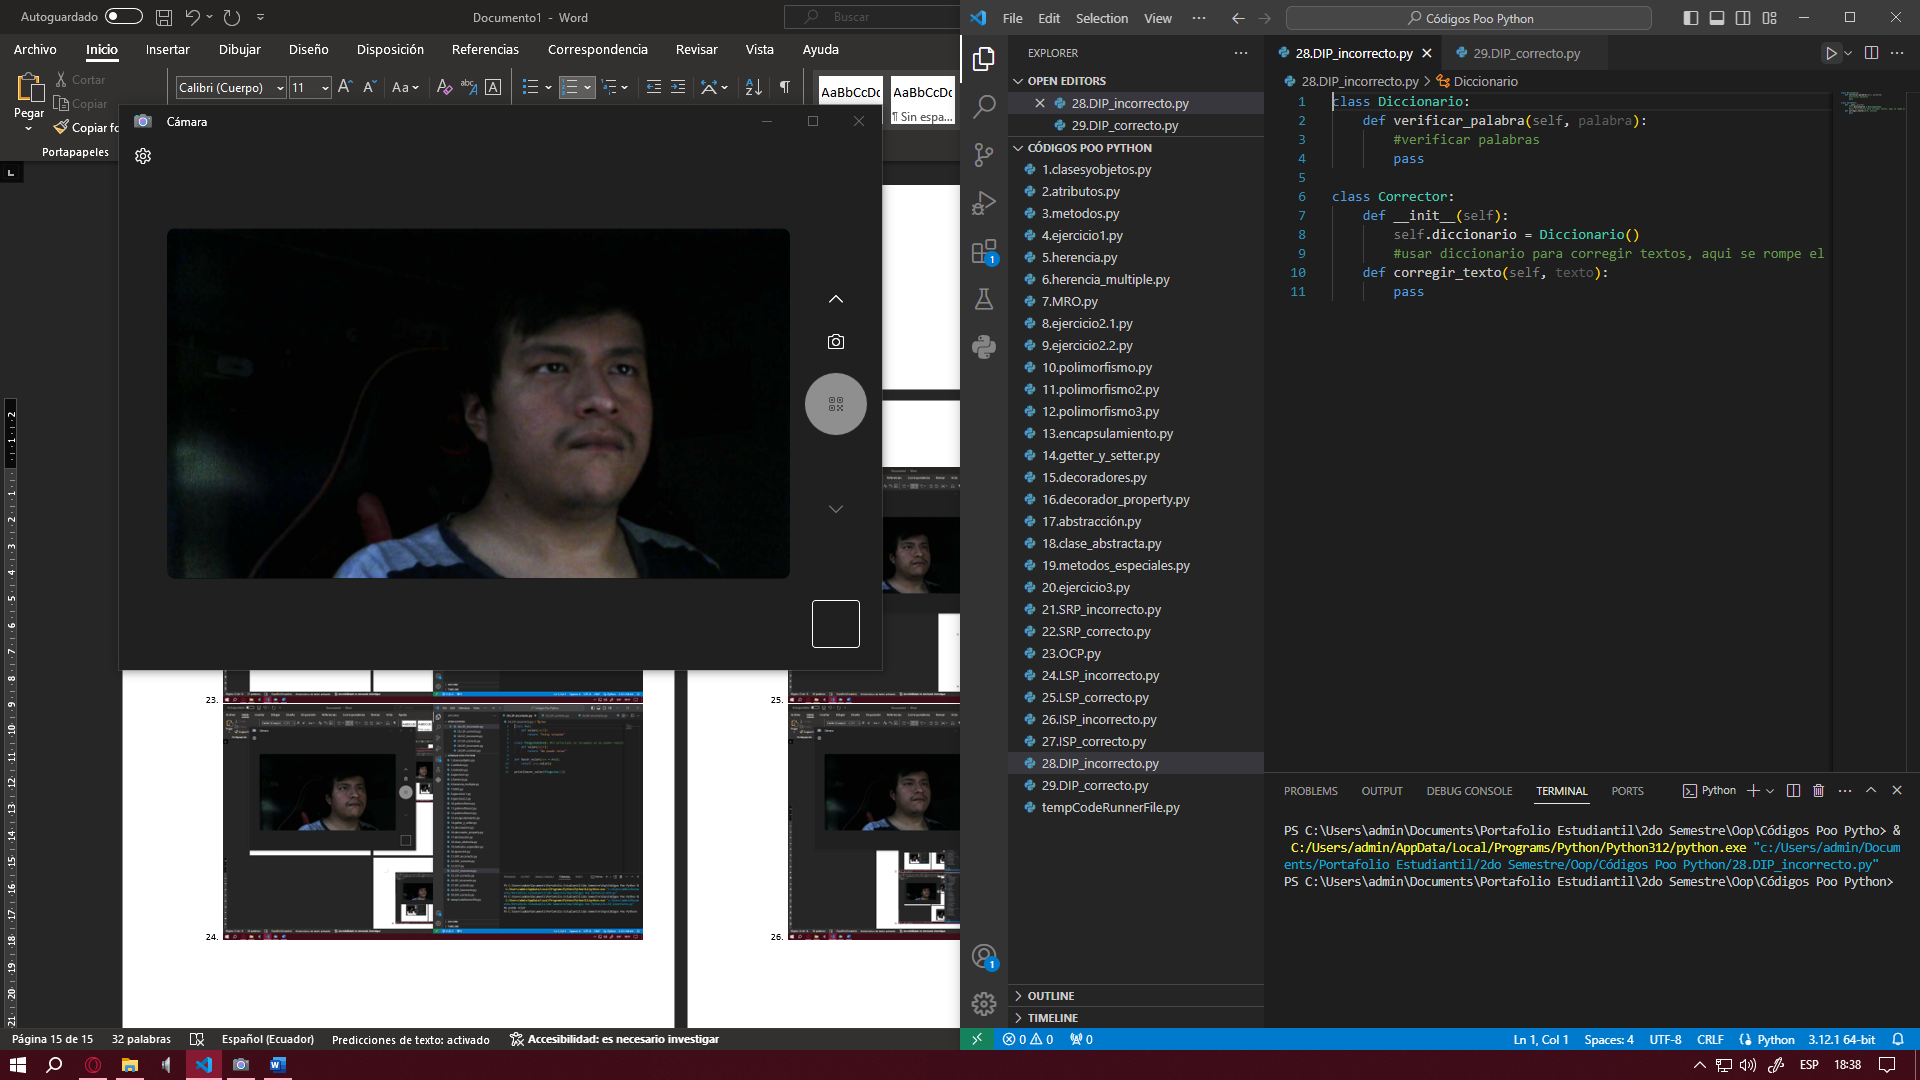 Autoguardado
Documento1 - Word
Buscar
Archivo
Inicio
Insertar
Dibujar
Diseño
Disposición
Referencias
Correspondencia
Revisar
Vista
Ayuda
Pegar
Cortar
Copiar
Copiar fo
Portapapeles
Calibri (Cuerpo)
11
AaBbCcDc
AaBbCcDc
¶ Sin espa...
Cámara
23.
24.
25.
26.
Página 15 de 15
32 palabras
Español (Ecuador)
Predicciones de texto: activado
Accesibilidad: es necesario investigar
File
Edit
Selection
View
Códigos Poo Python
EXPLORER
OPEN EDITORS
28.DIP_incorrecto.py
29.DIP_correcto.py
CÓDIGOS POO PYTHON
1.clasesyobjetos.py
2.atributos.py
3.metodos.py
4.ejercicio1.py
5.herencia.py
6.herencia_multiple.py
7.MRO.py
8.ejercicio2.1.py
9.ejercicio2.2.py
10.polimorfismo.py
11.polimorfismo2.py
12.polimorfismo3.py
13.encapsulamiento.py
14.getter_y_setter.py
15.decoradores.py
16.decorador_property.py
17.abstracción.py
18.clase_abstracta.py
19.metodos_especiales.py
20.ejercicio3.py
21.SRP_incorrecto.py
22.SRP_correcto.py
23.OCP.py
24.LSP_incorrecto.py
25.LSP_correcto.py
26.ISP_incorrecto.py
27.ISP_correcto.py
28.DIP_incorrecto.py
29.DIP_correcto.py
tempCodeRunnerFile.py
OUTLINE
TIMELINE
28.DIP_incorrecto.py
29.DIP_correcto.py
28.DIP_incorrecto.py > Diccionario
1 class Diccionario:
2 def verificar_palabra(self, palabra):
3 #verificar palabras
4 pass
5
6 class Corrector:
7 def __init__(self):
8 self.diccionario = Diccionario()
9 #usar diccionario para corregir textos, aqui se rompe el
10 def corregir_texto(self, texto):
11 pass
PROBLEMS
OUTPUT
DEBUG CONSOLE
TERMINAL
PORTS
Python
PS C:\Users\admin\Documents\Portafolio Estudiantil\2do Semestre\Oop\Códigos Poo Pytho> &
C:/Users/admin/AppData/Local/Programs/Python/Python312/python.exe "c:/Users/admin/Docum
ents/Portafolio Estudiantil/2do Semestre/Oop/Códigos Poo Python/28.DIP_incorrecto.py"
PS C:\Users\admin\Documents\Portafolio Estudiantil\2do Semestre\Oop\Códigos Poo Python>
0 0
0
Ln 1, Col 1
Spaces: 4
UTF-8
CRLF
Python
3.12.1 64-bit
ESP
18:38